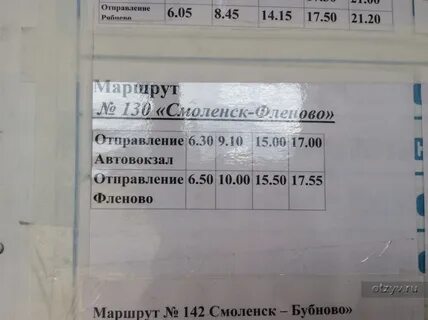 Отправление 6.05 8.45 14.15 17.50 21.20
Робнево
Маршрут
№ 130 «Смоленск-Фленово»
Отправление 6.30 9.10 15.00 17.00
Автовокзал
Отправление 6.50 10.00 15.50 17.55
Фленово
Маршрут № 142 Смоленск – Бубново»
otzyv.ru